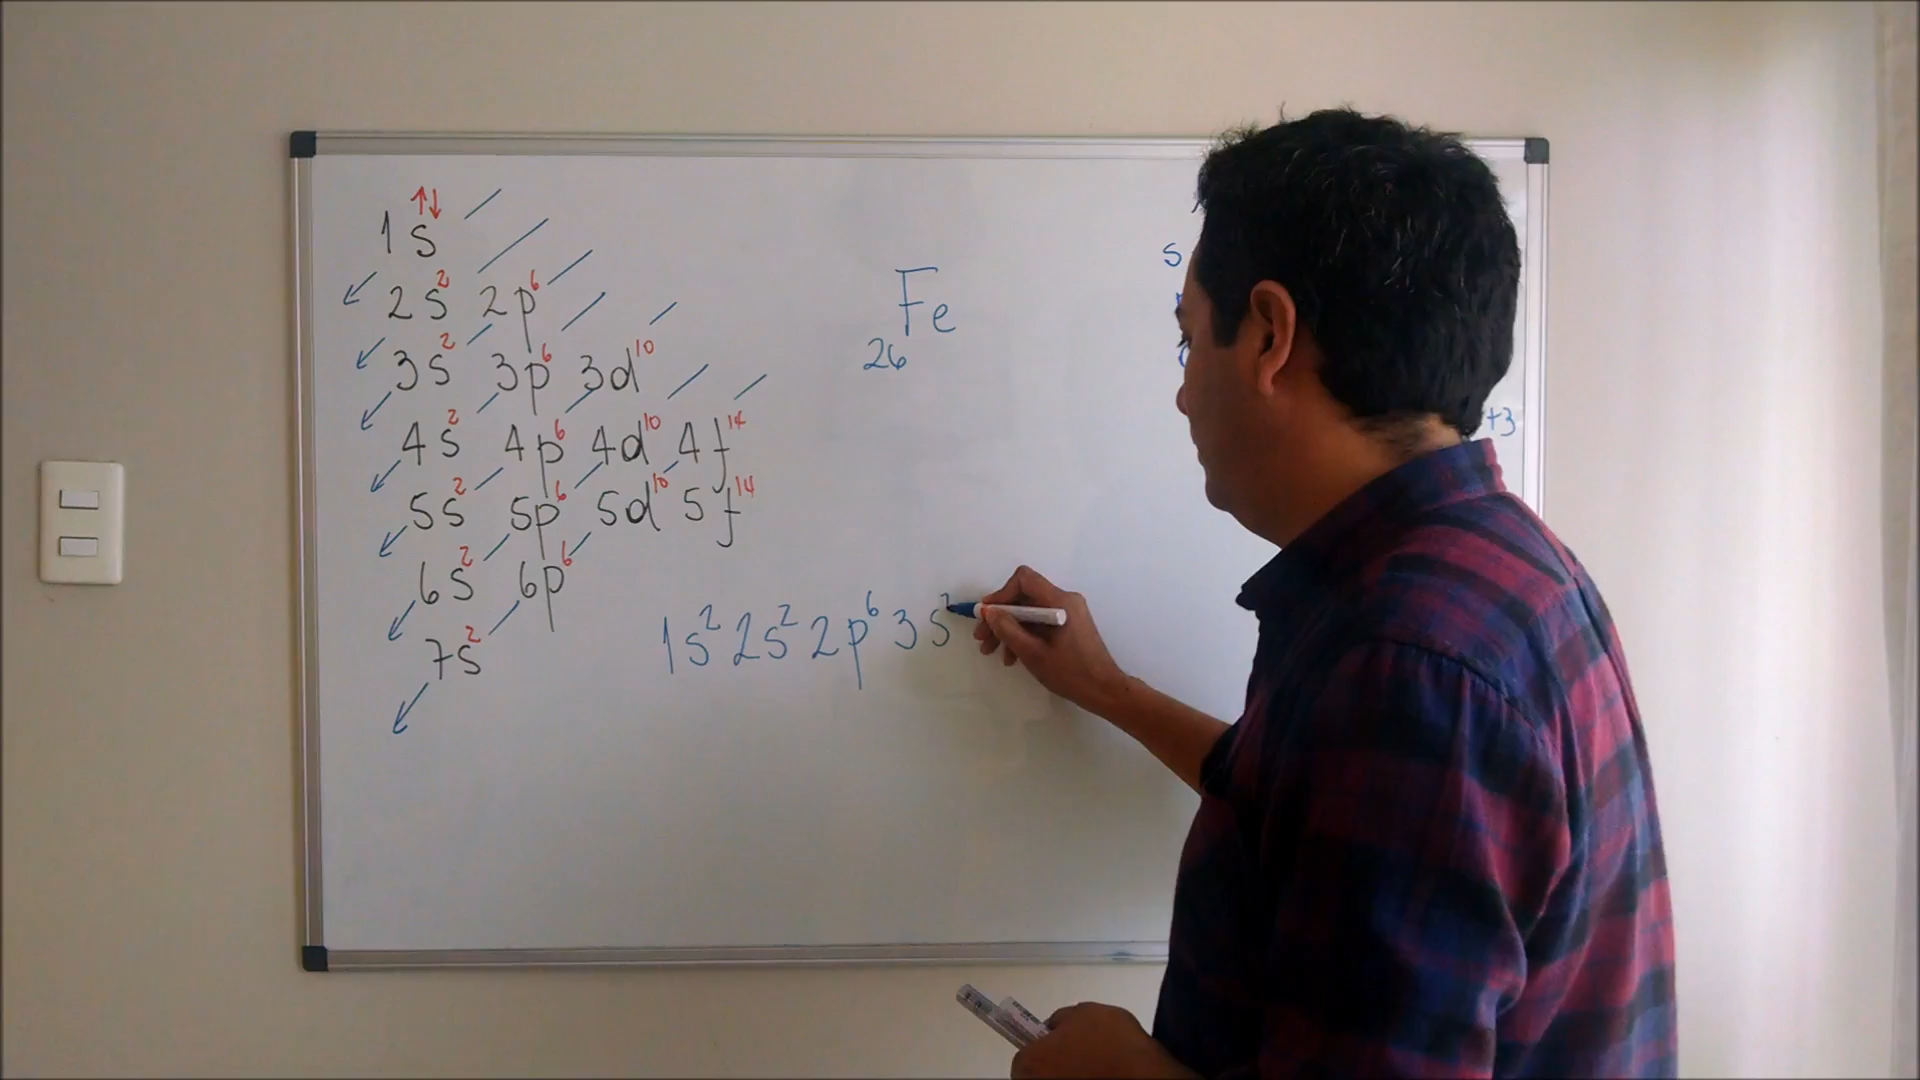 ↑↓
1s
2s² 2p⁶
3s² 3p⁶ 3d¹⁰
4s² 4p⁶ 4d¹⁰ 4f¹⁴
5s² 5p⁶ 5d¹⁰ 5f¹⁴
6s² 6p⁶
7s²
Fe
26
1s² 2s² 2p⁶ 3s²
s
+3